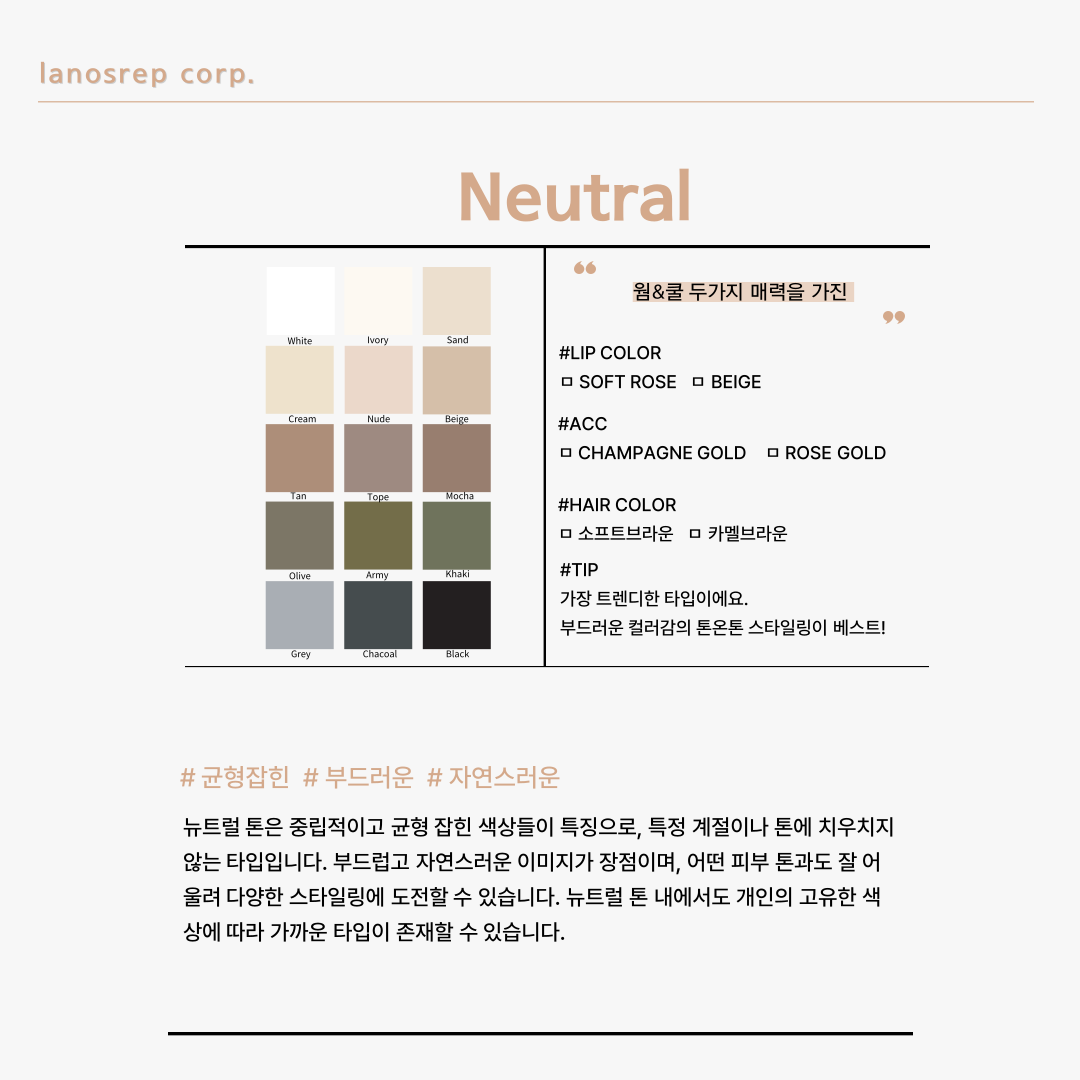 lanosrep corp.
Neutral
White Ivory Sand
Cream Nude Beige
Tan Tope Mocha
Olive Army Khaki
Grey Chacoal Black
❝
웜&쿨 두가지 매력을 가진
❞
#LIP COLOR
ㅁ SOFT ROSE ㅁ BEIGE
#ACC
ㅁ CHAMPAGNE GOLD ㅁ ROSE GOLD
#HAIR COLOR
ㅁ 소프트브라운 ㅁ 카멜브라운
#TIP
가장 트렌디한 타입이에요.
부드러운 컬러감의 톤온톤 스타일링이 베스트!
# 균형잡힌 # 부드러운 # 자연스러운
뉴트럴 톤은 중립적이고 균형 잡힌 색상들이 특징으로, 특정 계절이나 톤에 치우치지
않는 타입입니다. 부드럽고 자연스러운 이미지가 장점이며, 어떤 피부 톤과도 잘 어
울려 다양한 스타일링에 도전할 수 있습니다. 뉴트럴 톤 내에서도 개인의 고유한 색
상에 따라 가까운 타입이 존재할 수 있습니다.